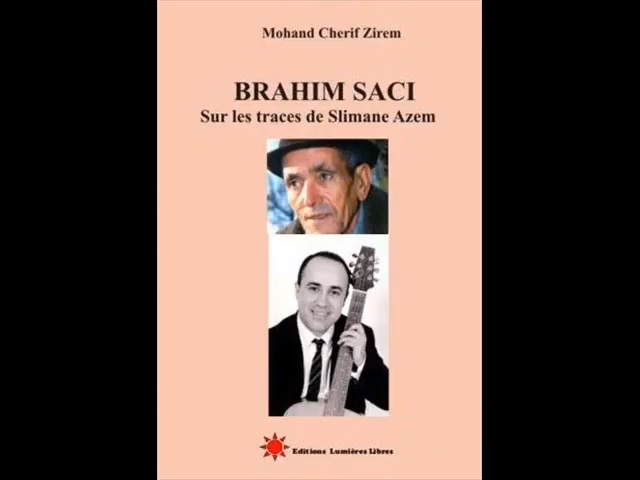 Mohand Cherif Zirem
BRAHIM SACI
Sur les traces de Slimane Azem
Editions Lumières Libres